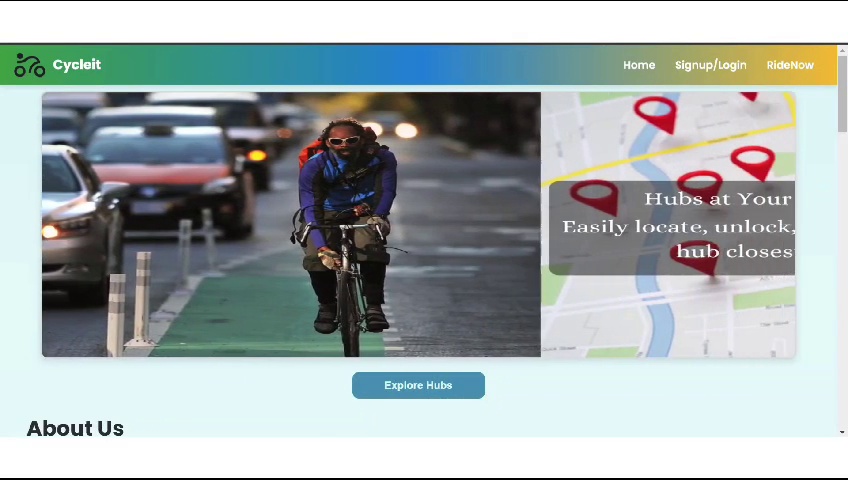 Cycleit
Home Signup/Login RideNow
Hubs at Your
Easily locate, unlock,
hub closes
Explore Hubs
About Us